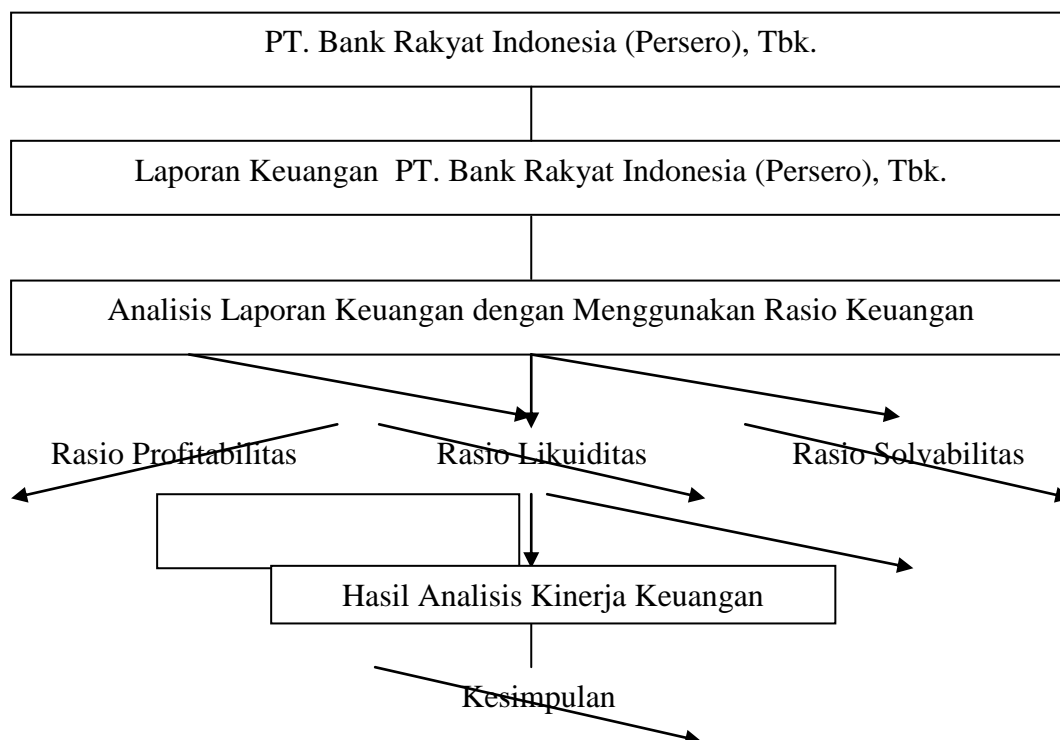 PT. Bank Rakyat Indonesia (Persero), Tbk.
Laporan Keuangan PT. Bank Rakyat Indonesia (Persero), Tbk.
Analisis Laporan Keuangan dengan Menggunakan Rasio Keuangan
Rasio Profitabilitas Rasio Likuiditas Rasio Solvabilitas
Hasil Analisis Kinerja Keuangan
Kesimpulan